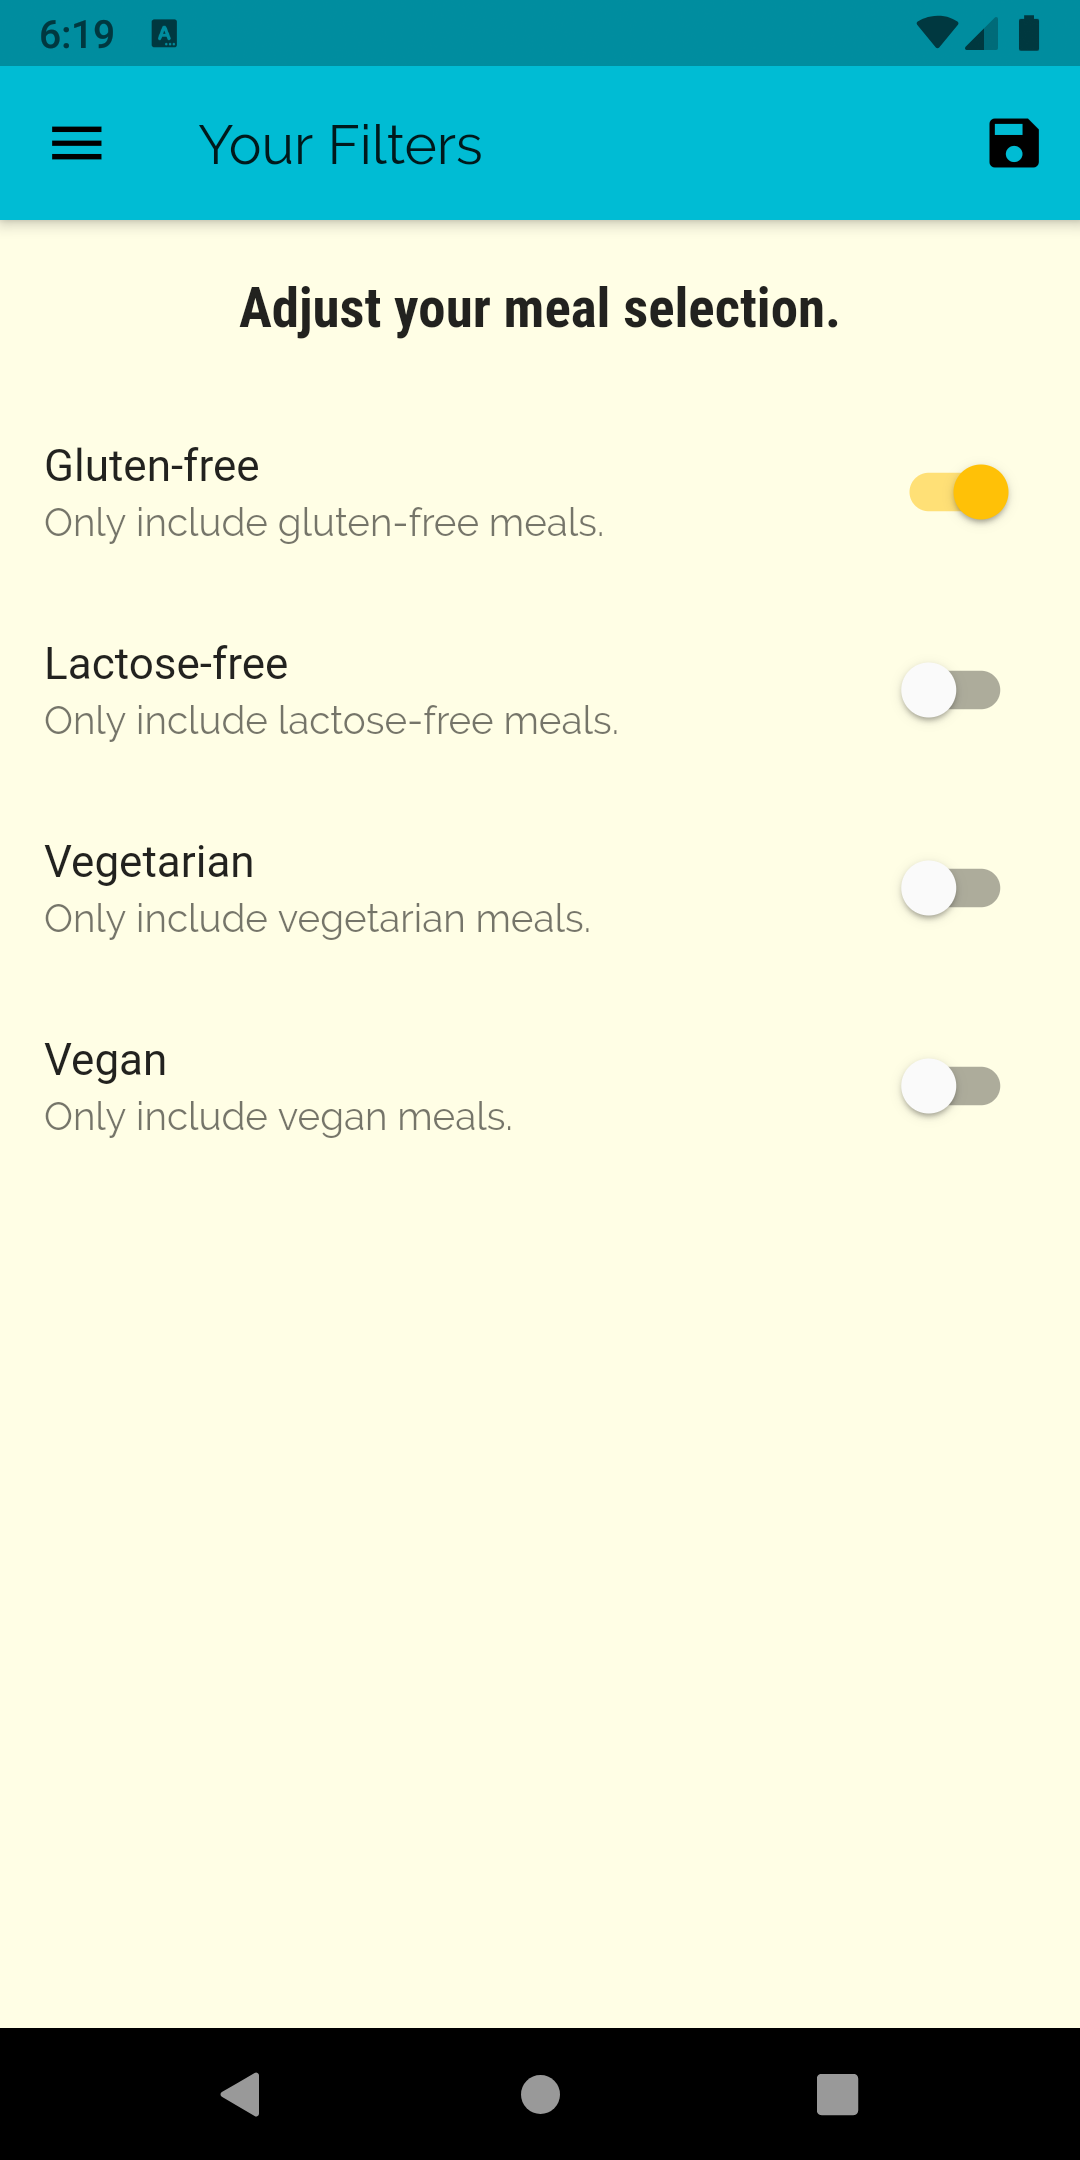 6:19
Your Filters
Adjust your meal selection.
Gluten-free
Only include gluten-free meals.
Lactose-free
Only include lactose-free meals.
Vegetarian
Only include vegetarian meals.
Vegan
Only include vegan meals.